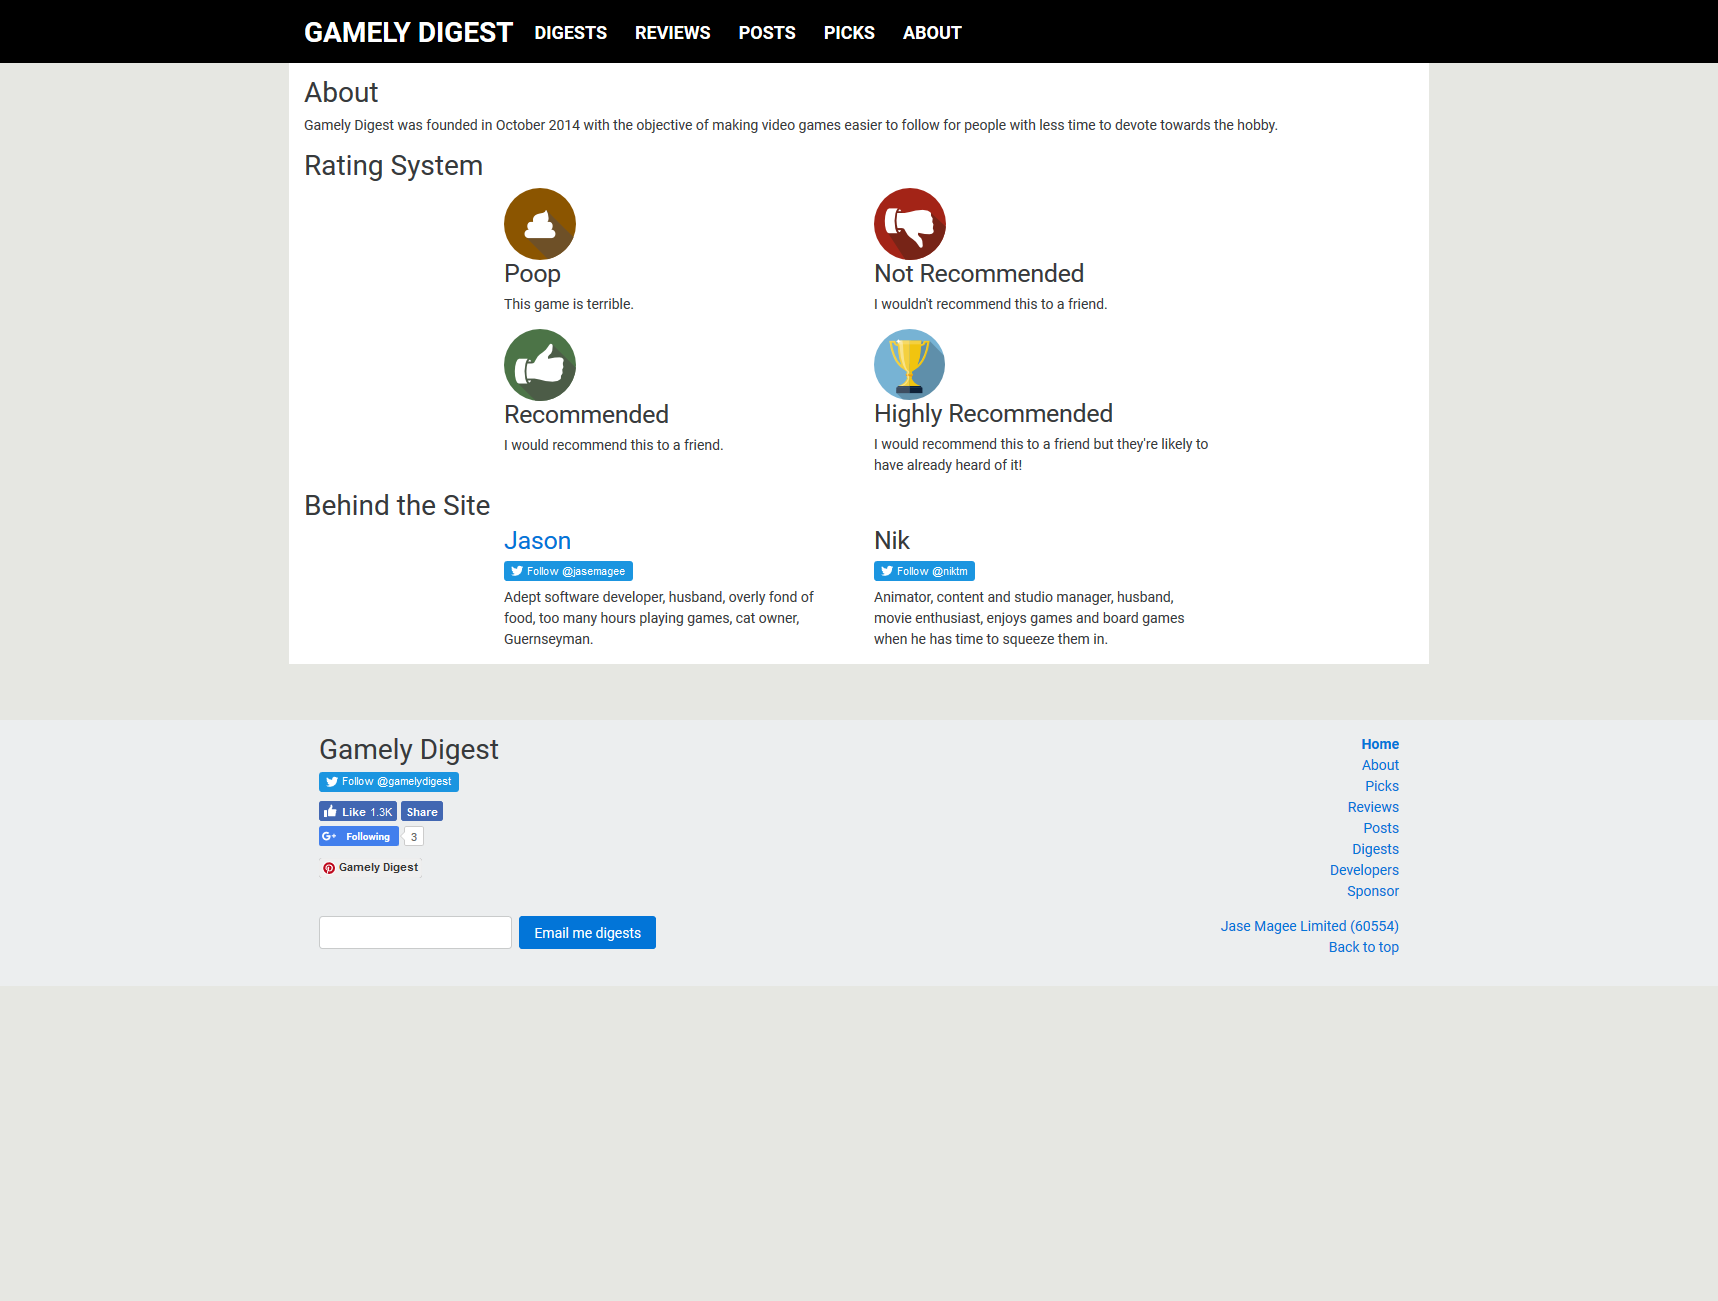 GAMELY DIGEST DIGESTS REVIEWS POSTS PICKS ABOUT
About
Gamely Digest was founded in October 2014 with the objective of making video games easier to follow for people with less time to devote towards the hobby.
Rating System
Poop
This game is terrible.
Not Recommended
I wouldn't recommend this to a friend.
Recommended
I would recommend this to a friend.
Highly Recommended
I would recommend this to a friend but they're likely to
have already heard of it!
Behind the Site
Jason
Follow @jasemagee
Adept software developer, husband, overly fond of
food, too many hours playing games, cat owner,
Guernseyman.
Nik
Follow @niktm
Animator, content and studio manager, husband,
movie enthusiast, enjoys games and board games
when he has time to squeeze them in.
Gamely Digest
Follow @gamelydigest
Like 1.3K Share
G+ Following 3
Gamely Digest
Email me digests
Home
About
Picks
Reviews
Posts
Digests
Developers
Sponsor
Jase Magee Limited (60554)
Back to top